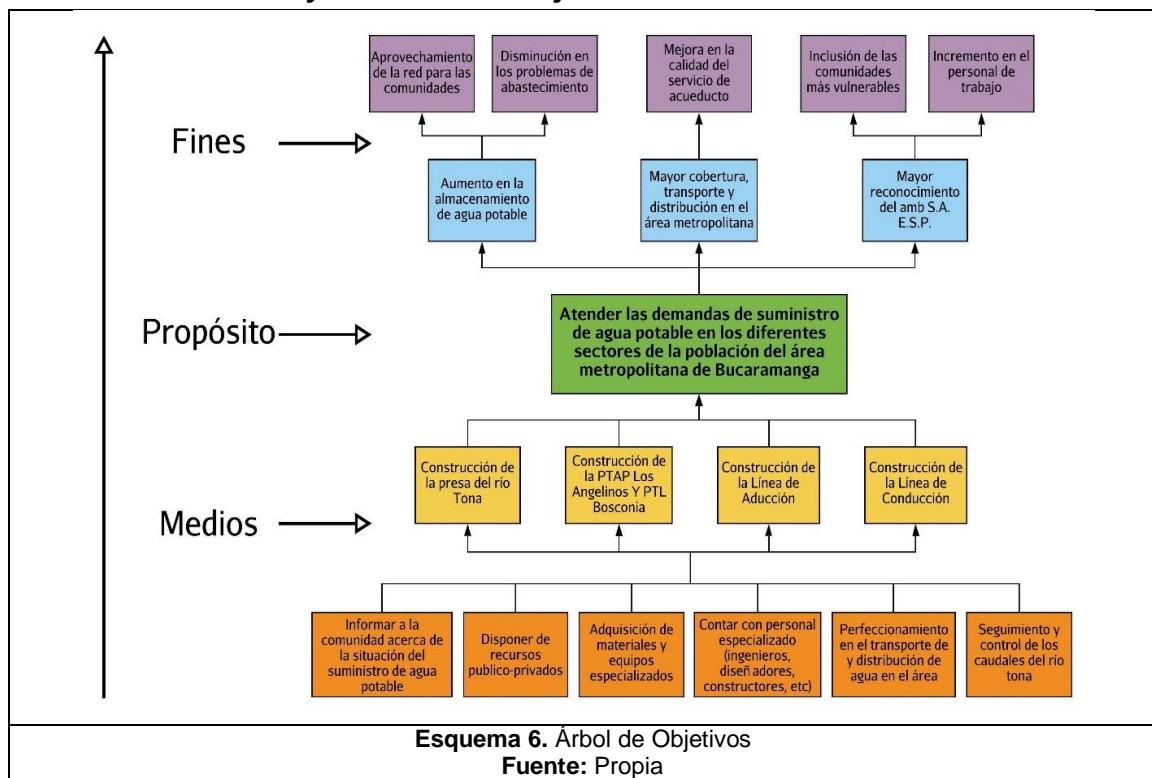 Aprovechamiento
de la red para las
comunidades
Disminución en
los problemas de
abastecimiento
Mejora en la
calidad del
servicio de
acueducto
Inclusión de las
comunidades
más vulnerables
Incremento en el
personal de
trabajo
Fines
Aumento en la
almacenamiento
de agua potable
Mayor cobertura,
transporte y
distribución en el
área metropolitana
Mayor
reconocimiento
del amb S.A.
E.S.P.
Propósito
Atender las demandas de suministro
de agua potable en los diferentes
sectores de la población del área
metropolitana de Bucaramanga
Construcción de
la presa del río
Tona
Construcción de
la PTAP Los
Angelinos Y PTL
Bosconia
Construcción de
la Línea de
Aducción
Construcción de
la Línea de
Conducción
Medios
Informar a la
comunidad acerca de
la situación del
suministro de agua
potable
Disponer de
recursos
publico-privados
Adquisición de
materiales y
equipos
especializados
Contar con personal
especializado
(ingenieros,
diseñadores,
constructores, etc)
Perfeccionamiento
en el transporte de
y distribución de
agua en el área
Seguimiento y
control de los
caudales del río
tona
Esquema 6. Árbol de Objetivos
Fuente: Propia